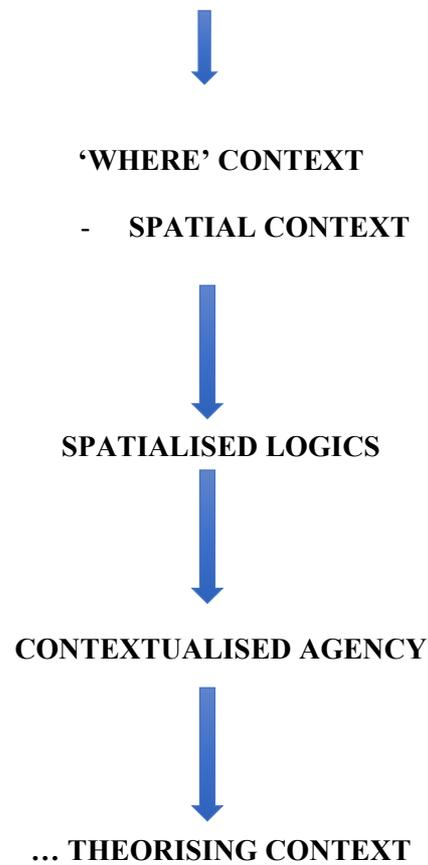 ‘WHERE’ CONTEXT
- SPATIAL CONTEXT
SPATIALISED LOGICS
CONTEXTUALISED AGENCY
… THEORISING CONTEXT